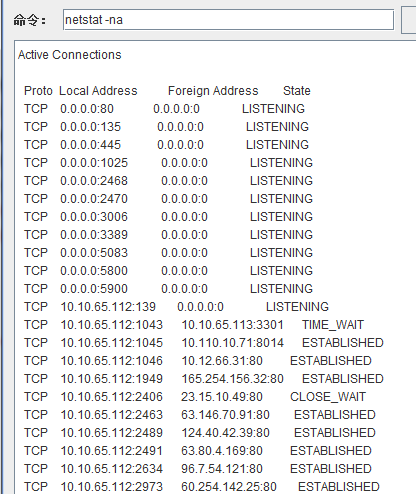 命令： netstat -na
Active Connections
Proto Local Address Foreign Address State
TCP 0.0.0.0:80 0.0.0.0:0 LISTENING
TCP 0.0.0.0:135 0.0.0.0:0 LISTENING
TCP 0.0.0.0:445 0.0.0.0:0 LISTENING
TCP 0.0.0.0:1025 0.0.0.0:0 LISTENING
TCP 0.0.0.0:2468 0.0.0.0:0 LISTENING
TCP 0.0.0.0:2470 0.0.0.0:0 LISTENING
TCP 0.0.0.0:3006 0.0.0.0:0 LISTENING
TCP 0.0.0.0:3389 0.0.0.0:0 LISTENING
TCP 0.0.0.0:5083 0.0.0.0:0 LISTENING
TCP 0.0.0.0:5800 0.0.0.0:0 LISTENING
TCP 0.0.0.0:5900 0.0.0.0:0 LISTENING
TCP 10.10.65.112:139 0.0.0.0:0 LISTENING
TCP 10.10.65.112:1043 10.10.65.113:3301 TIME_WAIT
TCP 10.10.65.112:1045 10.110.10.71:8014 ESTABLISHED
TCP 10.10.65.112:1046 10.12.66.31:80 ESTABLISHED
TCP 10.10.65.112:1949 165.254.156.32:80 ESTABLISHED
TCP 10.10.65.112:2406 23.15.10.49:80 CLOSE_WAIT
TCP 10.10.65.112:2463 63.146.70.91:80 ESTABLISHED
TCP 10.10.65.112:2489 124.40.42.39:80 ESTABLISHED
TCP 10.10.65.112:2491 63.80.4.169:80 ESTABLISHED
TCP 10.10.65.112:2634 96.7.54.121:80 ESTABLISHED
TCP 10.10.65.112:2973 60.254.142.25:80 ESTABLISHED